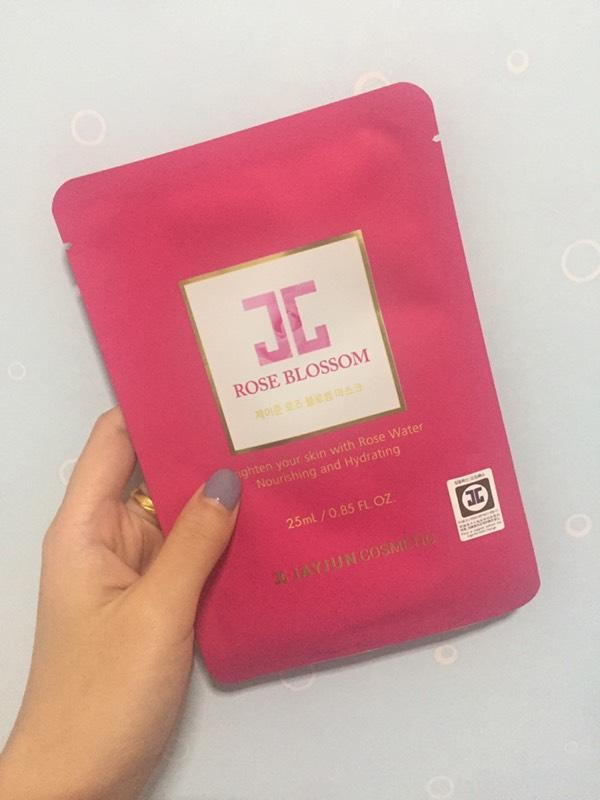 ROSE BLOSSOM
제이준 로즈 블로썸 마스크
ighten your skin with Rose Water
Nourishing and Hydrating
25ml / 0.85 FL.OZ.
JAYJUN COSMETIC